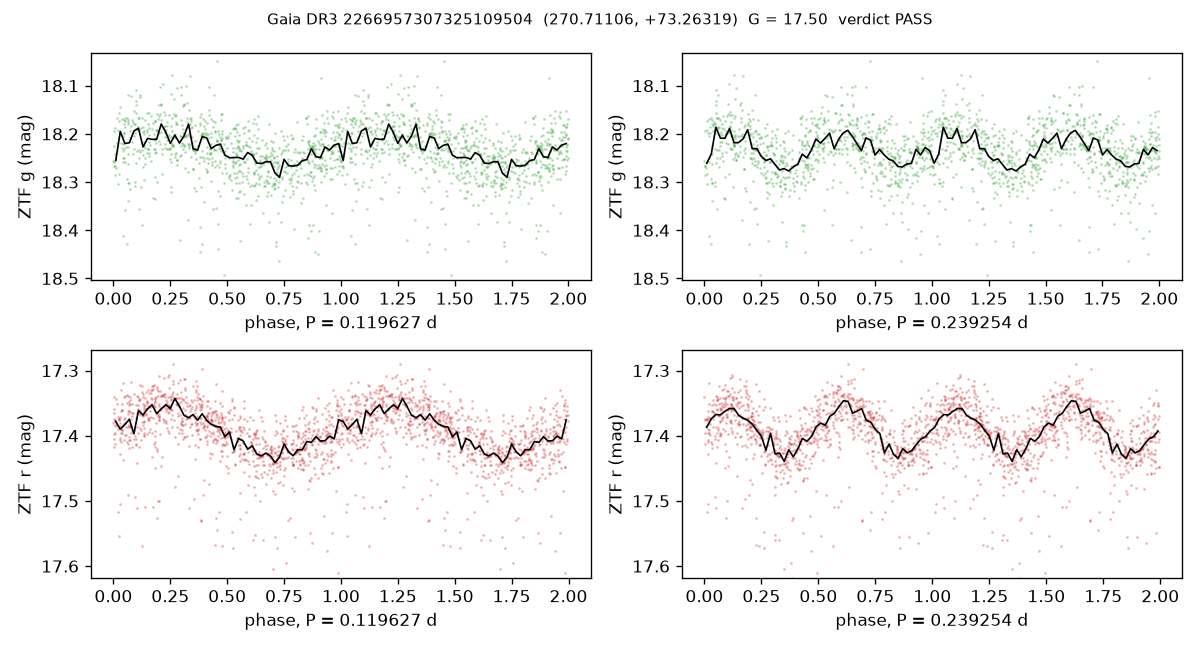 Gaia DR3 2266957307325109504 (270.71106, +73.26319) G = 17.50 verdict PASS
ZTF g (mag)
18.1
18.2
18.3
18.4
18.5
0.00 0.25 0.50 0.75 1.00 1.25 1.50 1.75 2.00
phase, P = 0.119627 d
ZTF g (mag)
18.1
18.2
18.3
18.4
18.5
0.00 0.25 0.50 0.75 1.00 1.25 1.50 1.75 2.00
phase, P = 0.239254 d
ZTF r (mag)
17.3
17.4
17.5
17.6
0.00 0.25 0.50 0.75 1.00 1.25 1.50 1.75 2.00
phase, P = 0.119627 d
ZTF r (mag)
17.3
17.4
17.5
17.6
0.00 0.25 0.50 0.75 1.00 1.25 1.50 1.75 2.00
phase, P = 0.239254 d